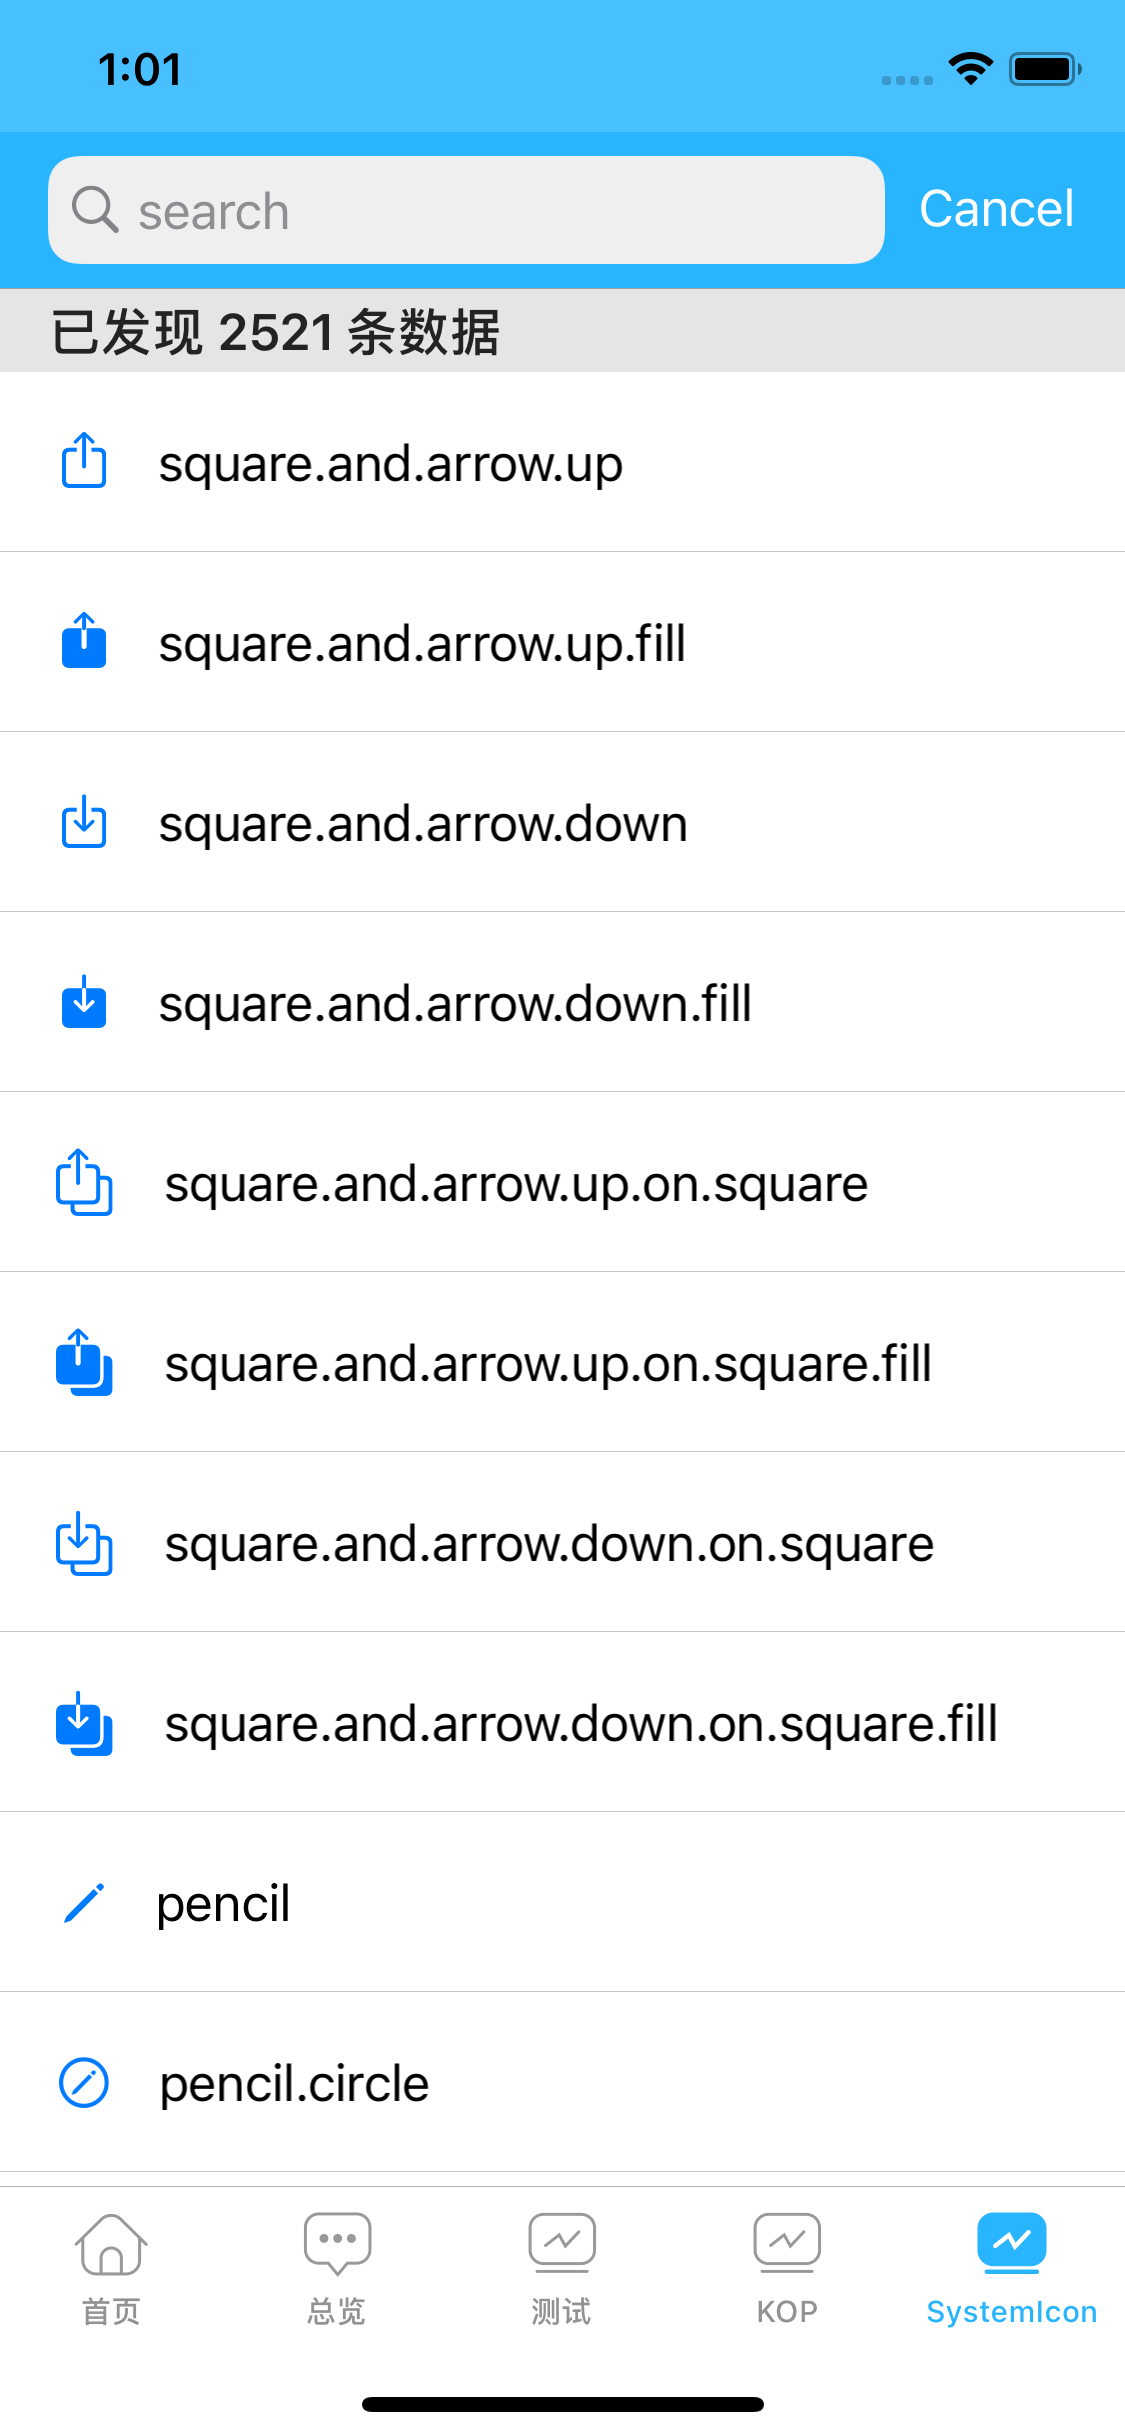 1:01
search
Cancel
已发现 2521 条数据
square.and.arrow.up
square.and.arrow.up.fill
square.and.arrow.down
square.and.arrow.down.fill
square.and.arrow.up.on.square
square.and.arrow.up.on.square.fill
square.and.arrow.down.on.square
square.and.arrow.down.on.square.fill
pencil
pencil.circle
首页
总览
测试
KOP
SystemIcon